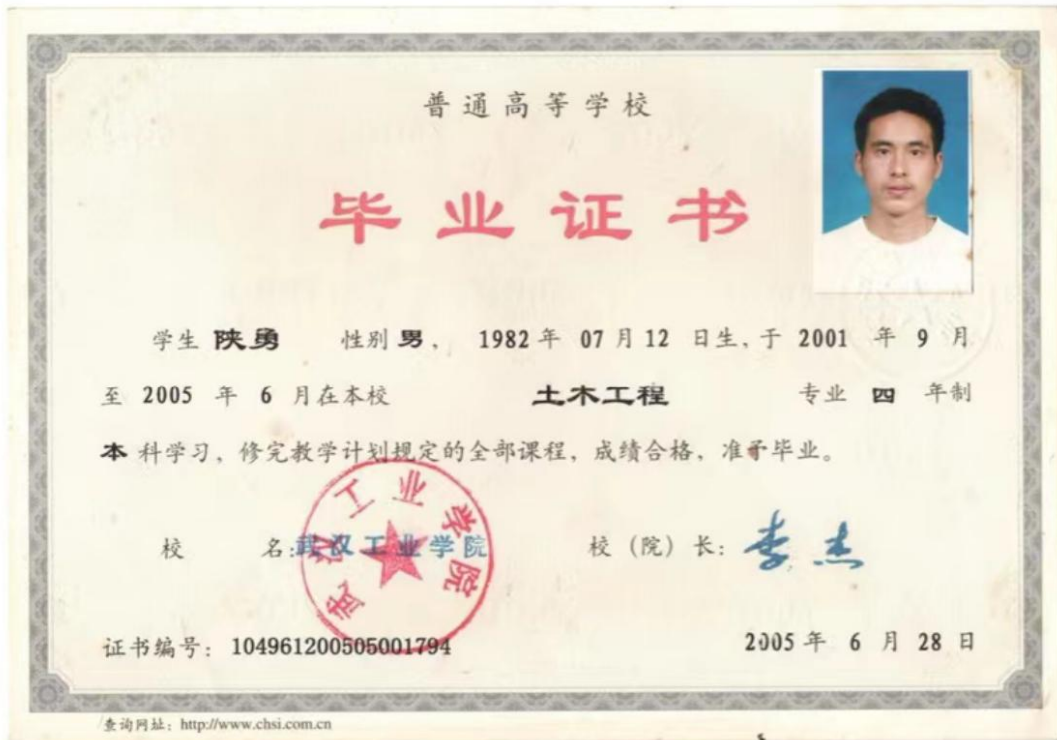 普通高等学校
毕业证书
学生 陕勇 性别 男， 1982 年 07 月 12 日生，于 2001 年 9 月
至 2005 年 6 月在本校 土木工程 专业 四 年制
本 科学习，修完教学计划规定的全部课程，成绩合格，准予毕业。
校 名：武汉工业学院 校（院）长：李杰
武汉工业学院
证书编号：104961200505001794 2005 年 6 月 28 日
查询网址：http://www.chsi.com.cn